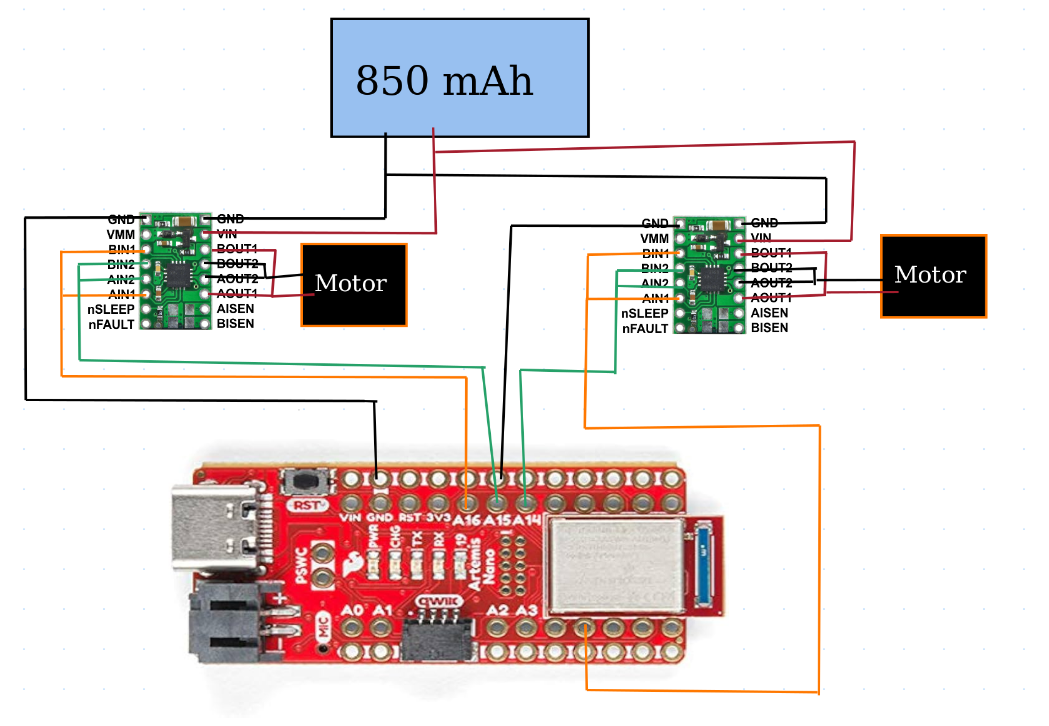 850 mAh
GND GND
VMM VIN
BIN1 BOUT1
BIN2 BOUT2
AIN2 AOUT2
AIN1 AOUT1
nSLEEP AISEN
nFAULT BISEN
Motor
GND GND
VMM VIN
BIN1 BOUT1
BIN2 BOUT2
AIN2 AOUT2
AIN1 AOUT1
nSLEEP AISEN
nFAULT BISEN
Motor
RST
VIN GND RST 3V3 A16 A15 A14
PWR CHG TX RX 19
Artemis
Nano
PSWC
+
MIC
A0 A1 qwiic A2 A3